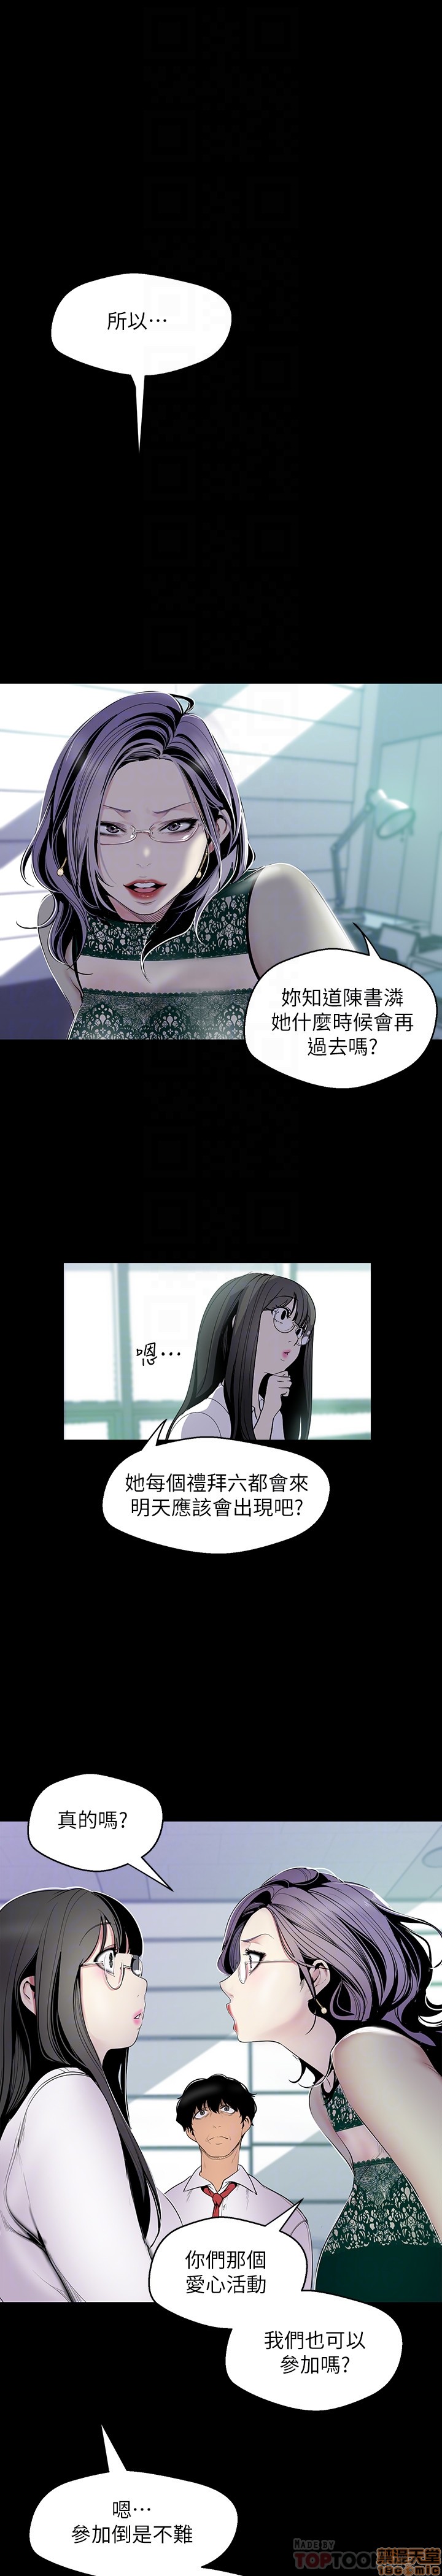 所以…
妳知道陳書潾
她什麼時候會再
過去嗎?
嗯…
她每個禮拜六都會來
明天應該會出現吧?
真的嗎?
你們那個
愛心活動
我們也可以
參加嗎?
嗯…
參加倒是不難
MADE BY
TOPTOON